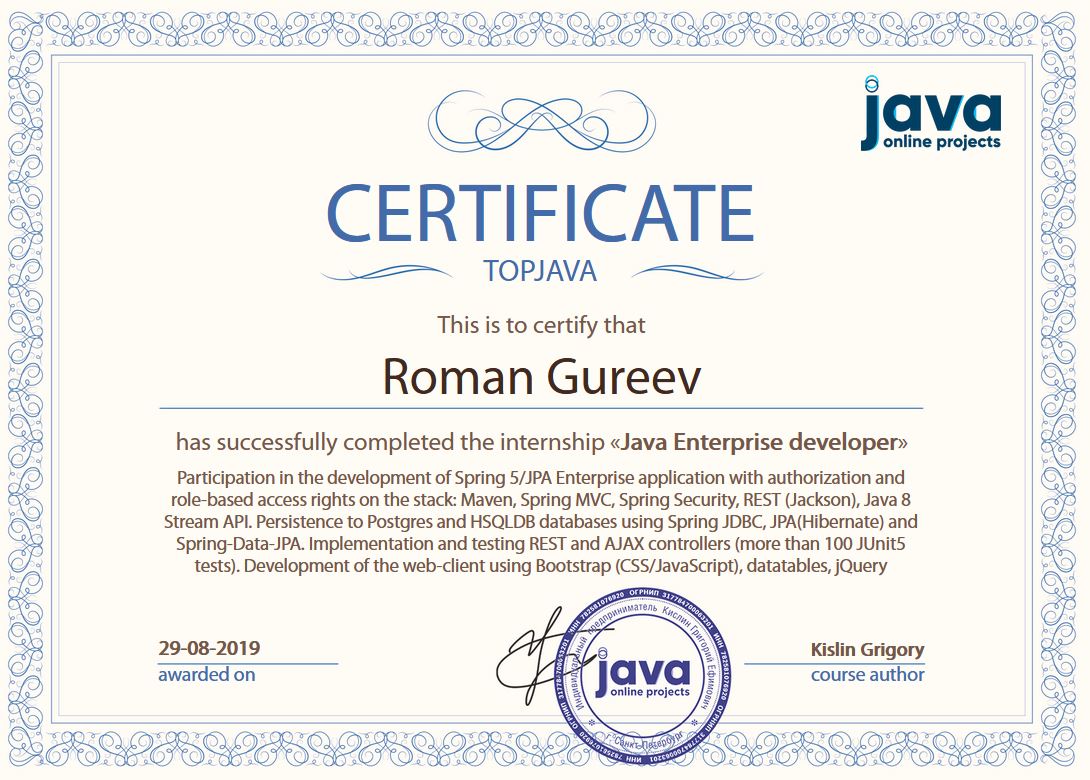 java
online projects
CERTIFICATE
TOPJAVA
This is to certify that
Roman Gureev
has successfully completed the internship «Java Enterprise developer»
Participation in the development of Spring 5/JPA Enterprise application with authorization and
role-based access rights on the stack: Maven, Spring MVC, Spring Security, REST (Jackson), Java 8
Stream API. Persistence to Postgres and HSQLDB databases using Spring JDBC, JPA(Hibernate) and
Spring-Data-JPA. Implementation and testing REST and AJAX controllers (more than 100 JUnit5
tests). Development of the web-client using Bootstrap (CSS/JavaScript), datatables, jQuery
29-08-2019
awarded on
Индивидуальный предприниматель Кислин Григорий Ефимович
java
online projects
г.Санкт-Петербург
Kislin Grigory
course author